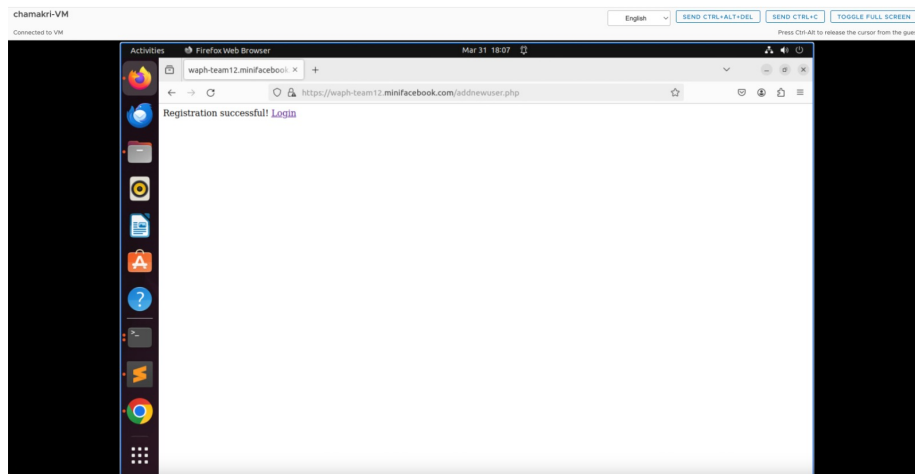 chamakri-VM
English
SEND CTRL+ALT+DEL
SEND CTRL+C
TOGGLE FULL SCREEN
Connected to VM
Press Ctrl-Alt to release the cursor from the gue
Activities
Firefox Web Browser
Mar 31 18:07
waph-team12.minifacebook.
https://waph-team12.minifacebook.com/addnewuser.php
Registration successful! Login